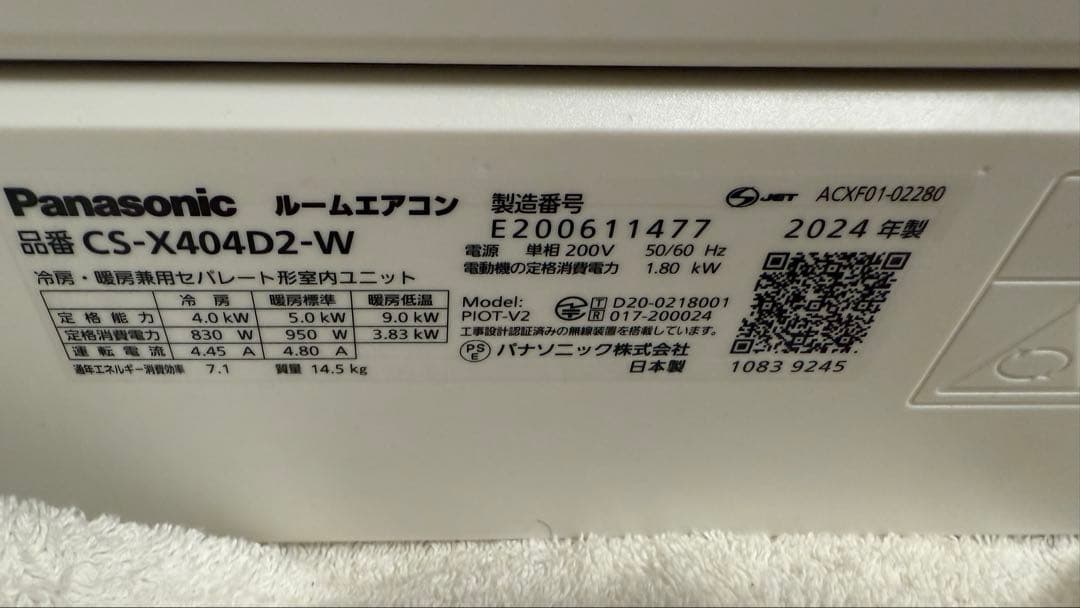 Panasonic ルームエアコン
品番 CS-X404D2-W
冷房・暖房兼用セパレート形室内ユニット
冷房 暖房標準 暖房低温
定格能力 4.0 kW 5.0 kW 9.0 kW
定格消費電力 830 W 950 W 3.83 kW
運転電流 4.45 A 4.80 A
通年エネルギー消費効率 7.1 質量 14.5 kg
製造番号
E200611477
電源 単相 200V 50/60 Hz
電動機の定格消費電力 1.80 kW
Model: T D20-0218001
PIOT-V2 R 017-200024
工事設計認証済みの無線装置を搭載しています。
PSE パナソニック株式会社
日本製
JET ACXF01-02280
2024 年製
1083 9245